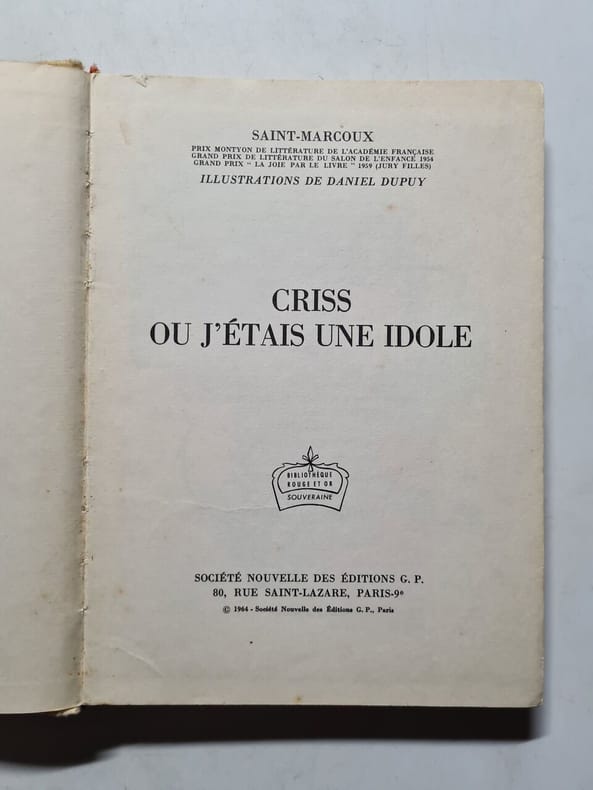 SAINT-MARCOUX
PRIX MONTYON DE LITTÉRATURE DE L'ACADÉMIE FRANÇAISE
GRAND PRIX DE LITTÉRATURE DU SALON DE L'ENFANCE 1954
GRAND PRIX " LA JOIE PAR LE LIVRE " 1959 (JURY FILLES)
ILLUSTRATIONS DE DANIEL DUPUY
CRISS
OU J'ÉTAIS UNE IDOLE
BIBLIOTHÈQUE
ROUGE ET OR
SOUVERAINE
SOCIÉTÉ NOUVELLE DES ÉDITIONS G. P.
80, RUE SAINT-LAZARE, PARIS-9e
© 1964 - Société Nouvelle des Éditions G. P., Paris